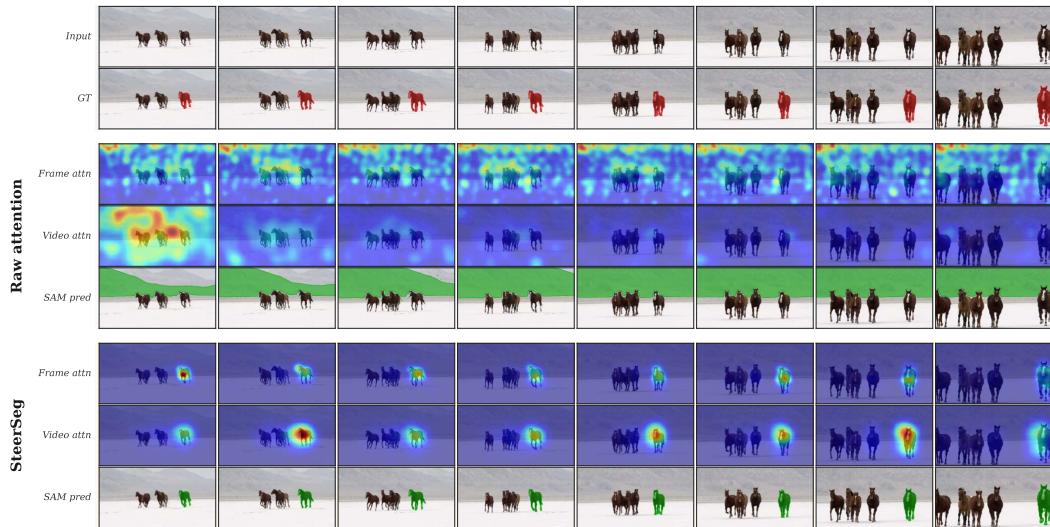 Input
GT
Raw attention
Frame attn
Video attn
SAM pred
SteerSeg
Frame attn
Video attn
SAM pred